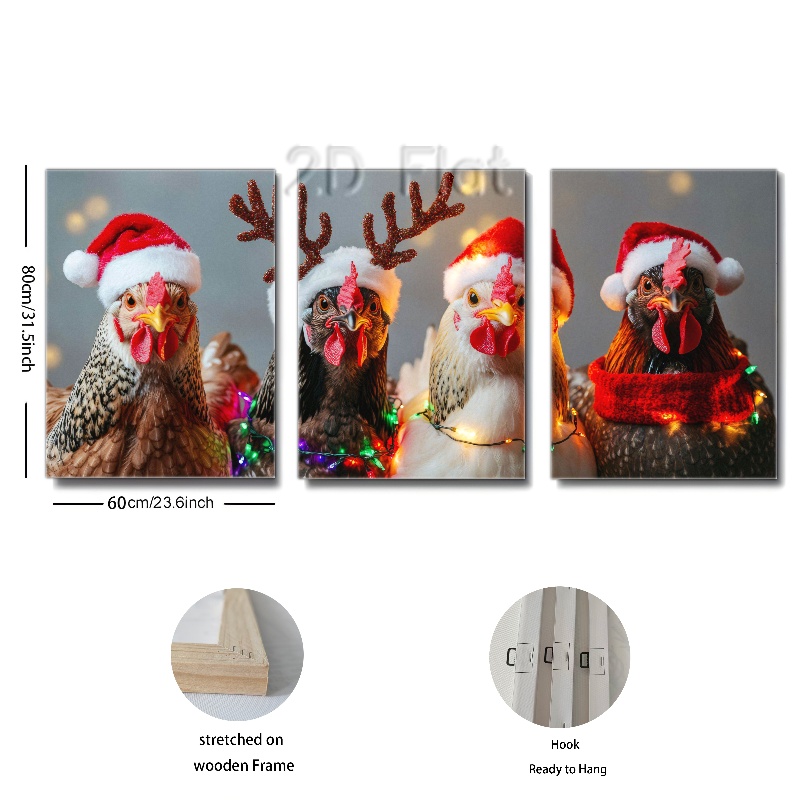 2D Flat
80cm/31.5inch
60cm/23.6inch
stretched on
wooden Frame
Hook
Ready to Hang